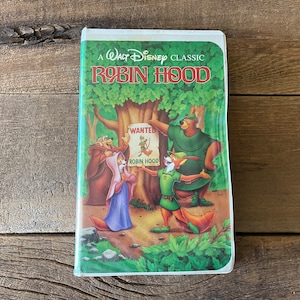 A Walt Disney CLASSIC
ROBIN HOOD
WANTED
ROBIN HOOD